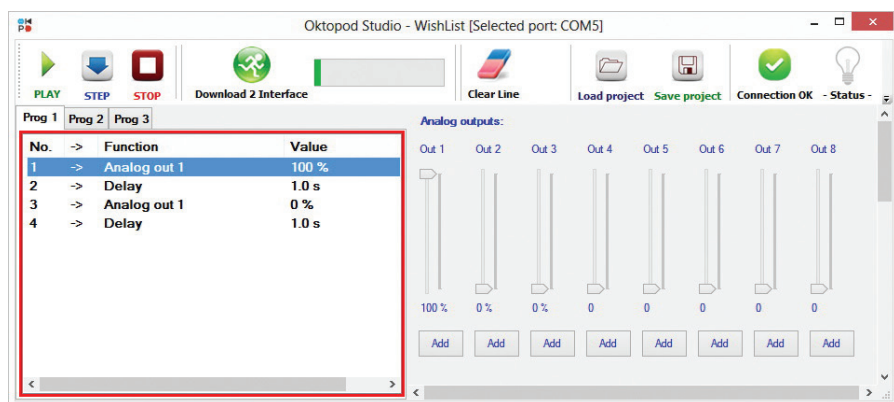 Oktopod Studio - WishList [Selected port: COM5]
PLAY STEP STOP Download 2 Interface Clear Line Load project Save project Connection OK - Status -
Prog 1 Prog 2 Prog 3
No. -> Function Value
1 -> Analog out 1 100 %
2 -> Delay 1.0 s
3 -> Analog out 1 0 %
4 -> Delay 1.0 s
Analog outputs:
Out 1 Out 2 Out 3 Out 4 Out 5 Out 6 Out 7 Out 8
100 % 0 % 0 % 0 0 0 0 0
Add Add Add Add Add Add Add Add